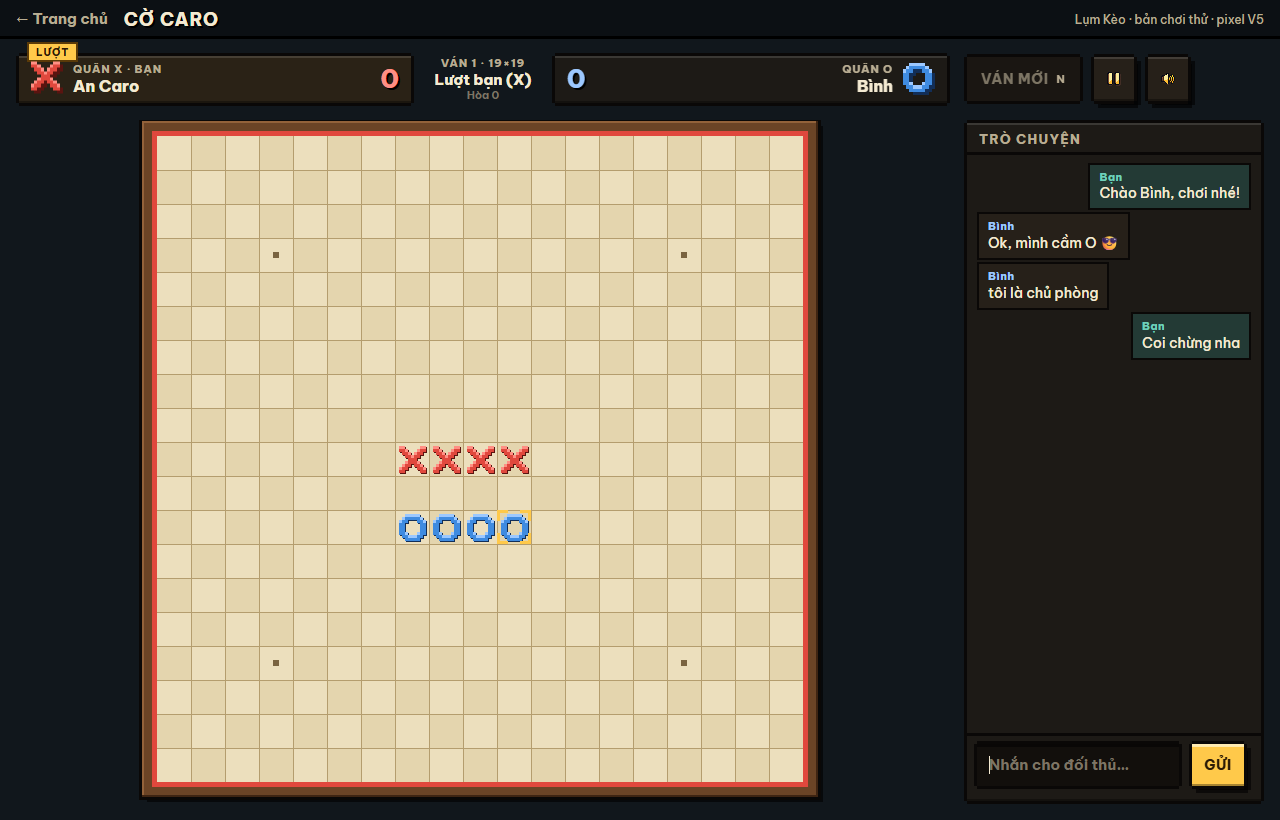 ← Trang chủ
CỜ CARO
Lụm Kèo · bản chơi thử · pixel V5
LƯỢT
QUÂN X · BẠN
An Caro
0
VÁN 1 · 19×19
Lượt bạn (X)
Hòa 0
0
QUÂN O
Bình
VÁN MỚI N
TRÒ CHUYỆN
Bạn
Chào Bình, chơi nhé!
Bình
Ok, mình cầm O 😎
Bình
tôi là chủ phòng
Bạn
Coi chừng nha
Nhắn cho đối thủ...
GỬI